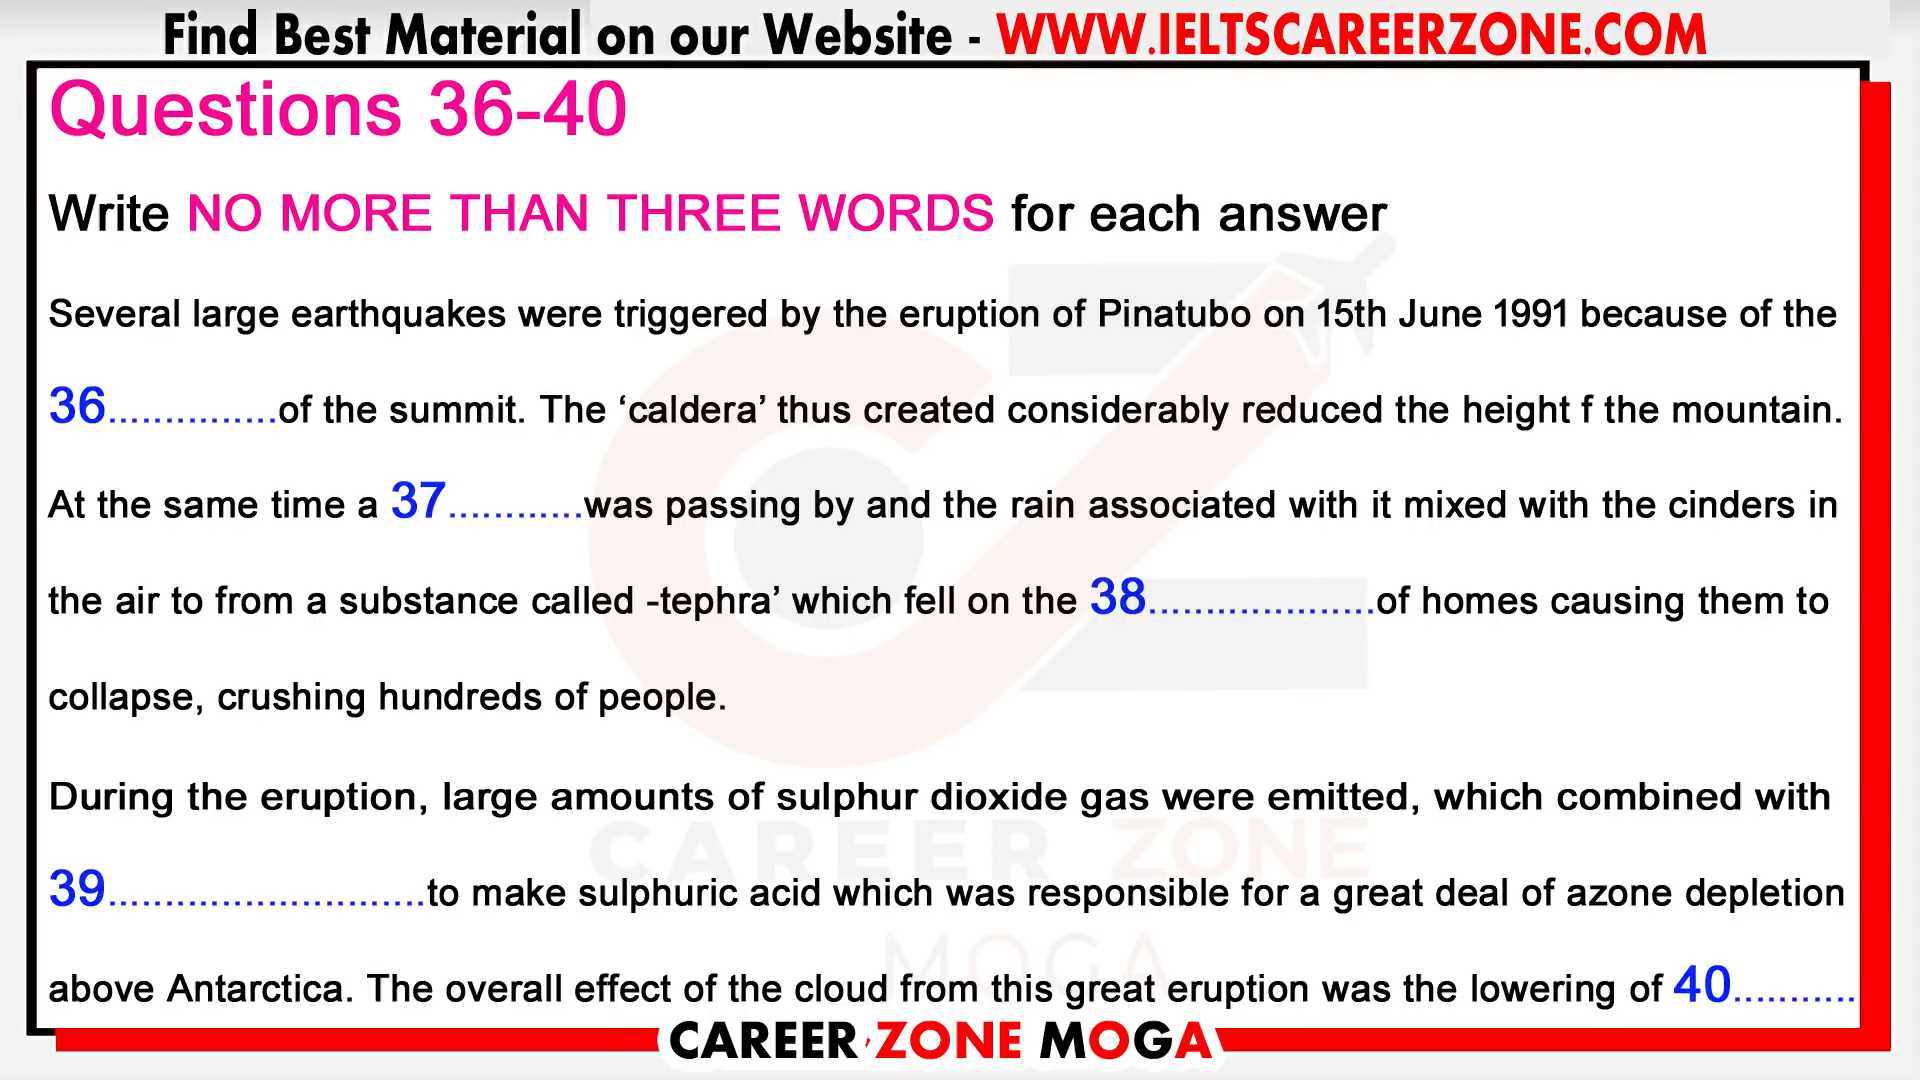 Find Best Material on our Website - WWW.IELTSCAREERZONE.COM
Questions 36-40
Write NO MORE THAN THREE WORDS for each answer
Several large earthquakes were triggered by the eruption of Pinatubo on 15th June 1991 because of the
36...............of the summit. The ‘caldera’ thus created considerably reduced the height f the mountain.
At the same time a 37............was passing by and the rain associated with it mixed with the cinders in
the air to from a substance called -tephra’ which fell on the 38....................of homes causing them to
collapse, crushing hundreds of people.
During the eruption, large amounts of sulphur dioxide gas were emitted, which combined with
39............................to make sulphuric acid which was responsible for a great deal of azone depletion
above Antarctica. The overall effect of the cloud from this great eruption was the lowering of 40...........
CAREER ZONE
MOGA
CAREER ZONE MOGA